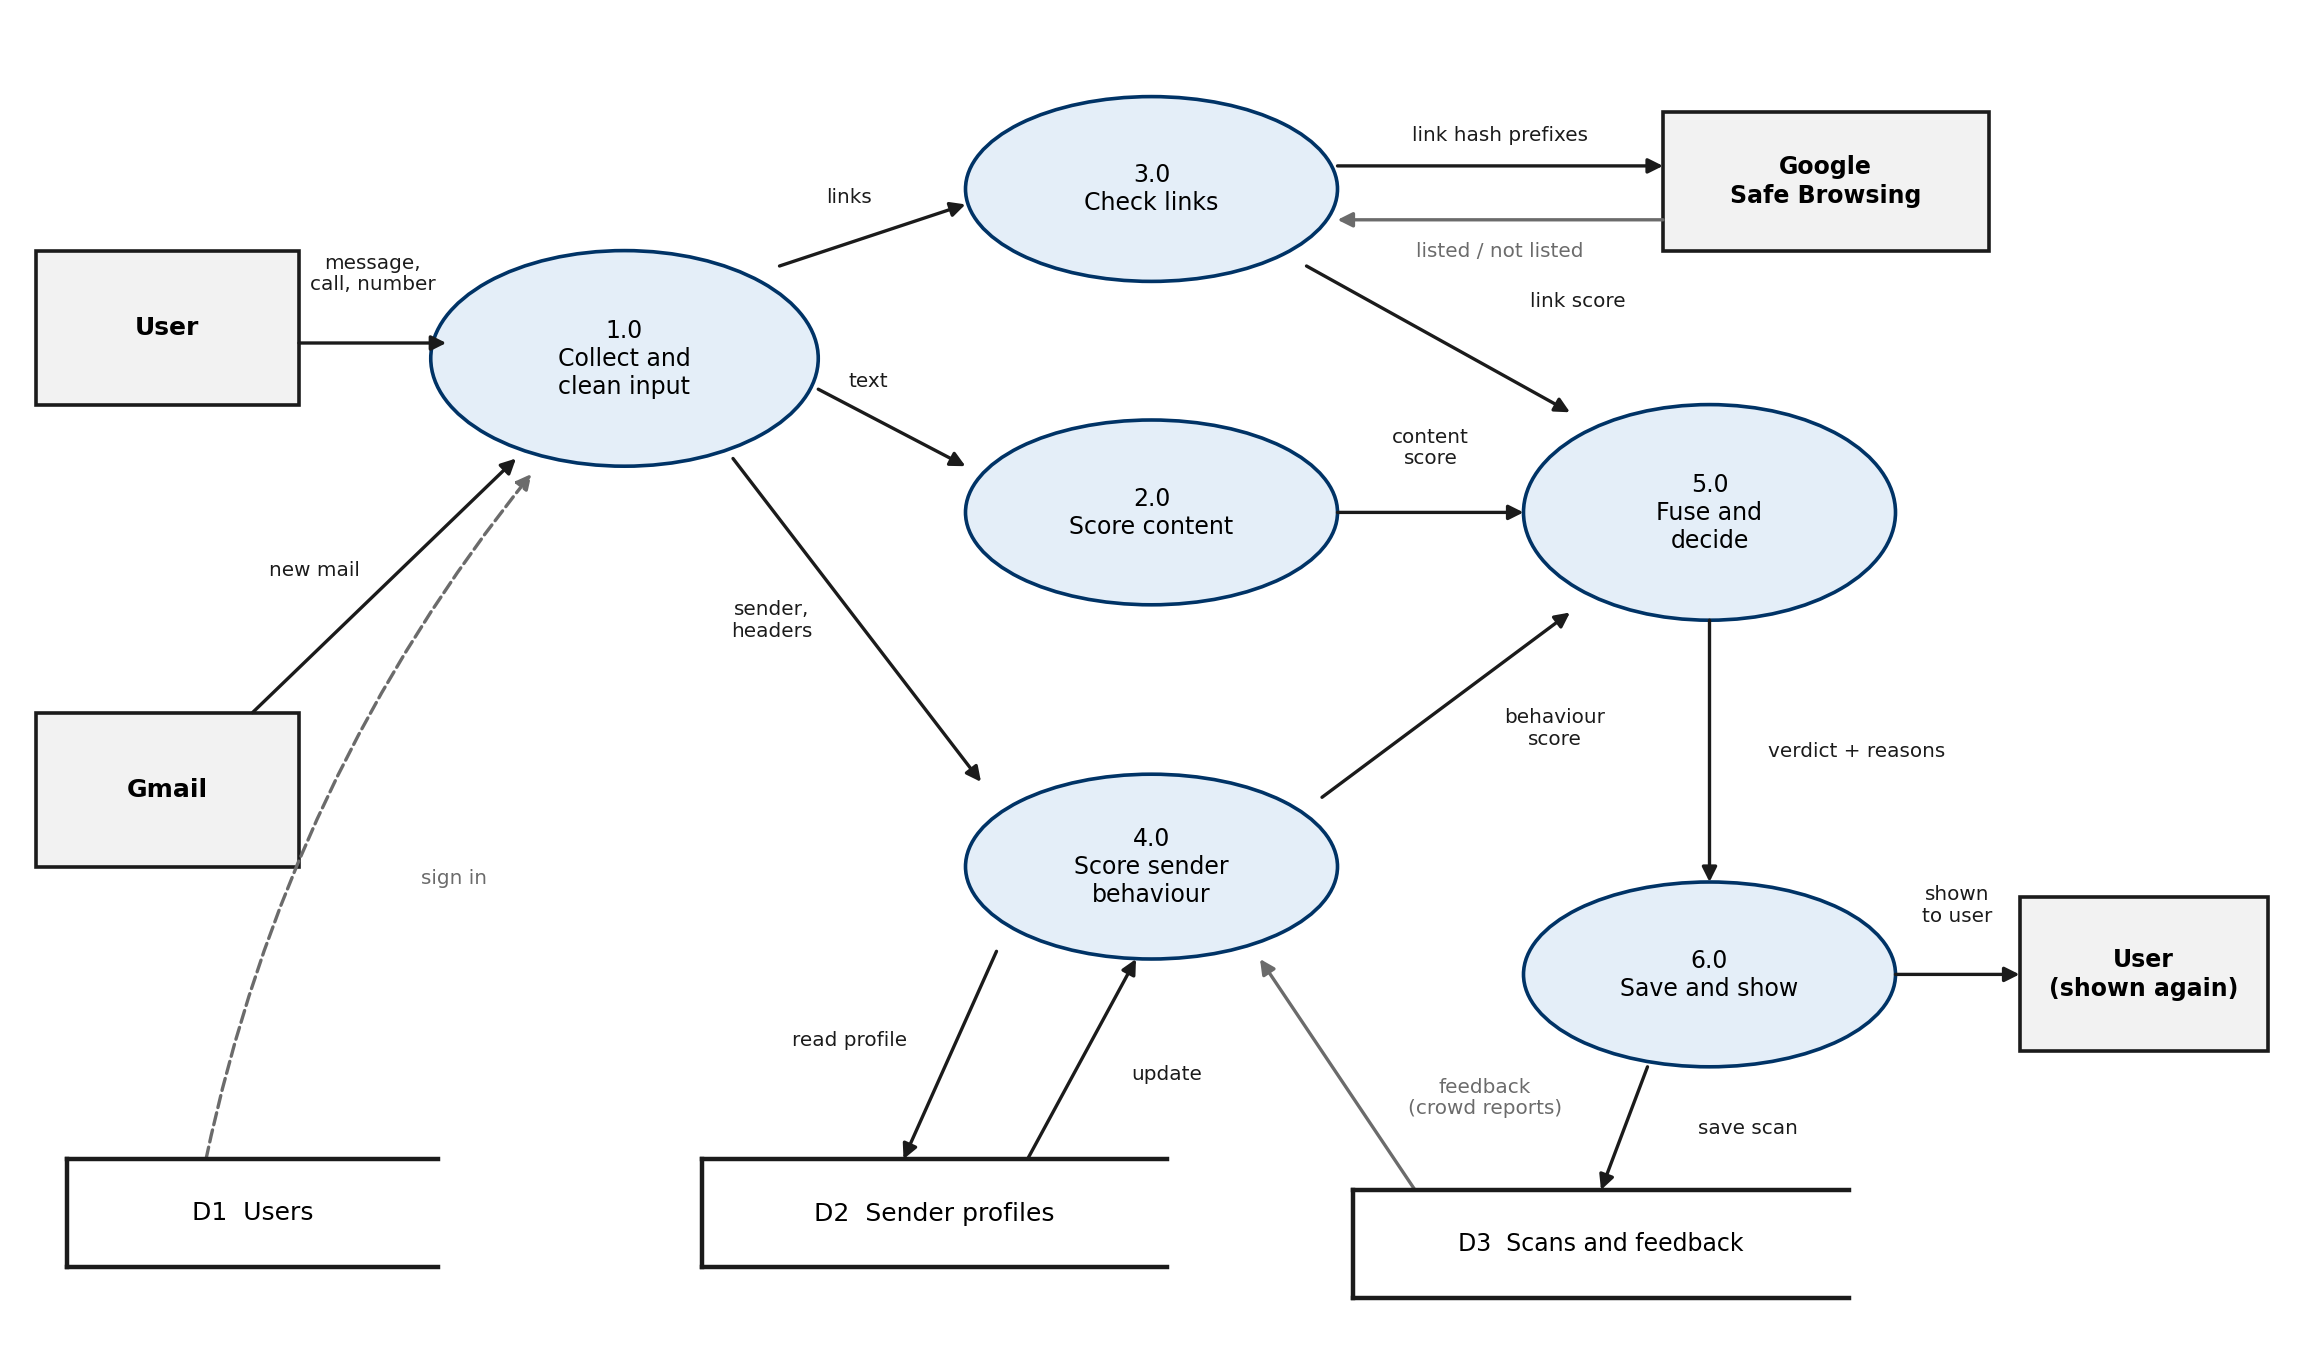 link hash prefixes
3.0
Check links
Google
Safe Browsing
links
listed / not listed
message,
call, number
link score
User
1.0
Collect and
clean input
text
content
score
2.0
Score content
5.0
Fuse and
decide
new mail
sender,
headers
behaviour
score
verdict + reasons
Gmail
sign in
4.0
Score sender
behaviour
shown
to user
6.0
Save and show
User
(shown again)
read profile
update
feedback
(crowd reports)
save scan
D1  Users
D2  Sender profiles
D3  Scans and feedback